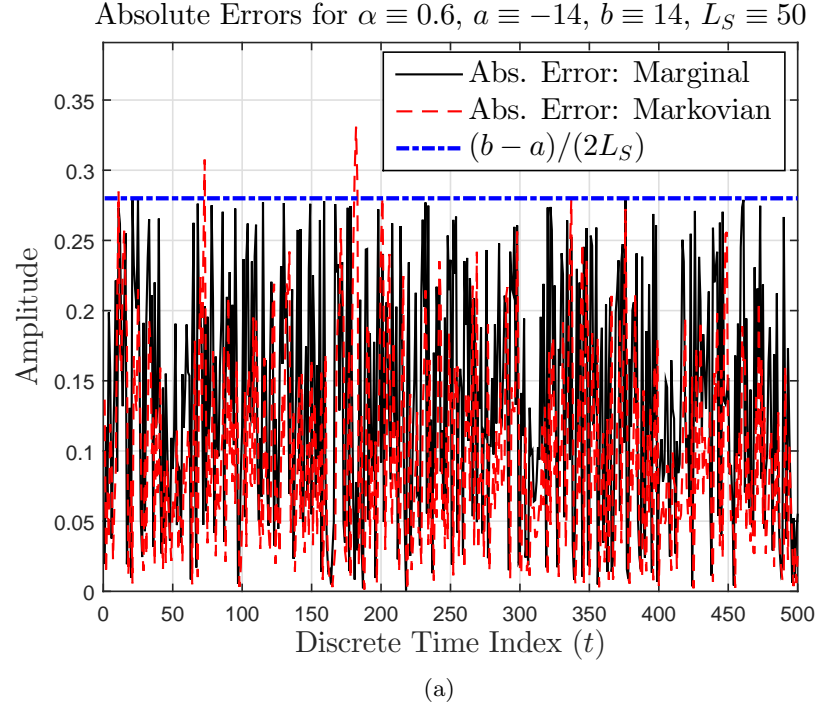 Absolute Errors for α ≡ 0.6, a ≡ −14, b ≡ 14, L_S ≡ 50
Abs. Error: Marginal
Abs. Error: Markovian
(b − a)/(2L_S)
Amplitude
0.35
0.3
0.25
0.2
0.15
0.1
0.05
0
0 50 100 150 200 250 300 350 400 450 500
Discrete Time Index (t)
(a)